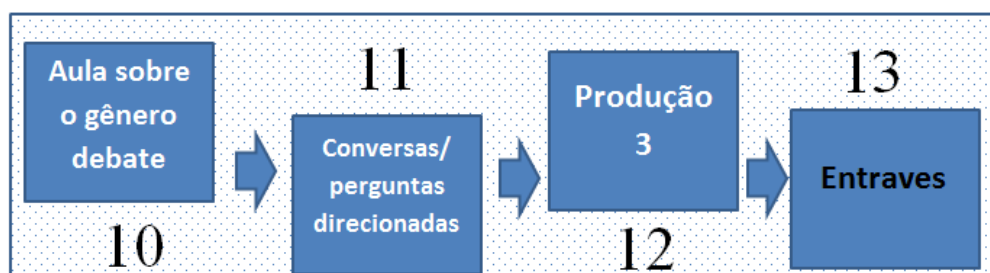 Aula sobre
o gênero
debate
10
11
Conversas/
perguntas
direcionadas
Produção
3
12
13
Entraves